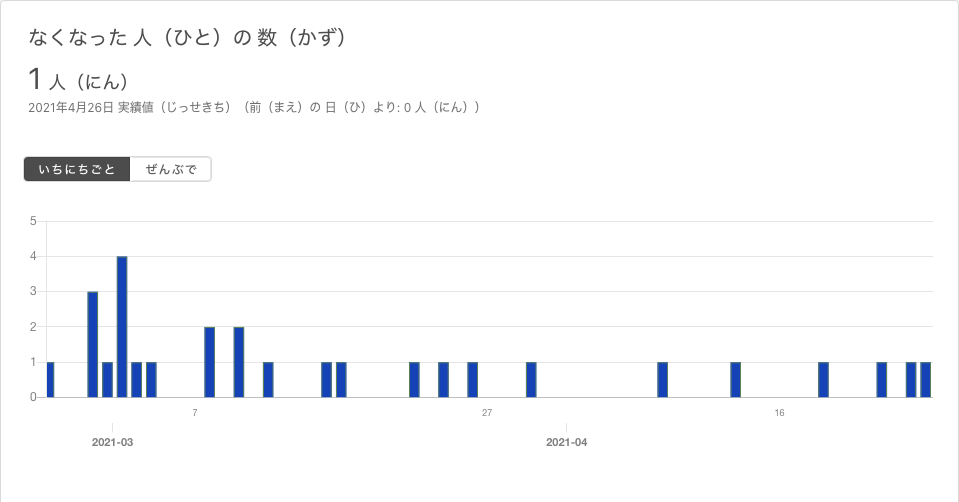 なくなった 人（ひと）の 数（かず）
1 人（にん）
2021年4月26日 実績値（じっせきち）（前（まえ）の 日（ひ）より: 0 人（にん））
いちにちごと ぜんぶで
5
4
3
2
1
0
7 27 16
2021-03 2021-04